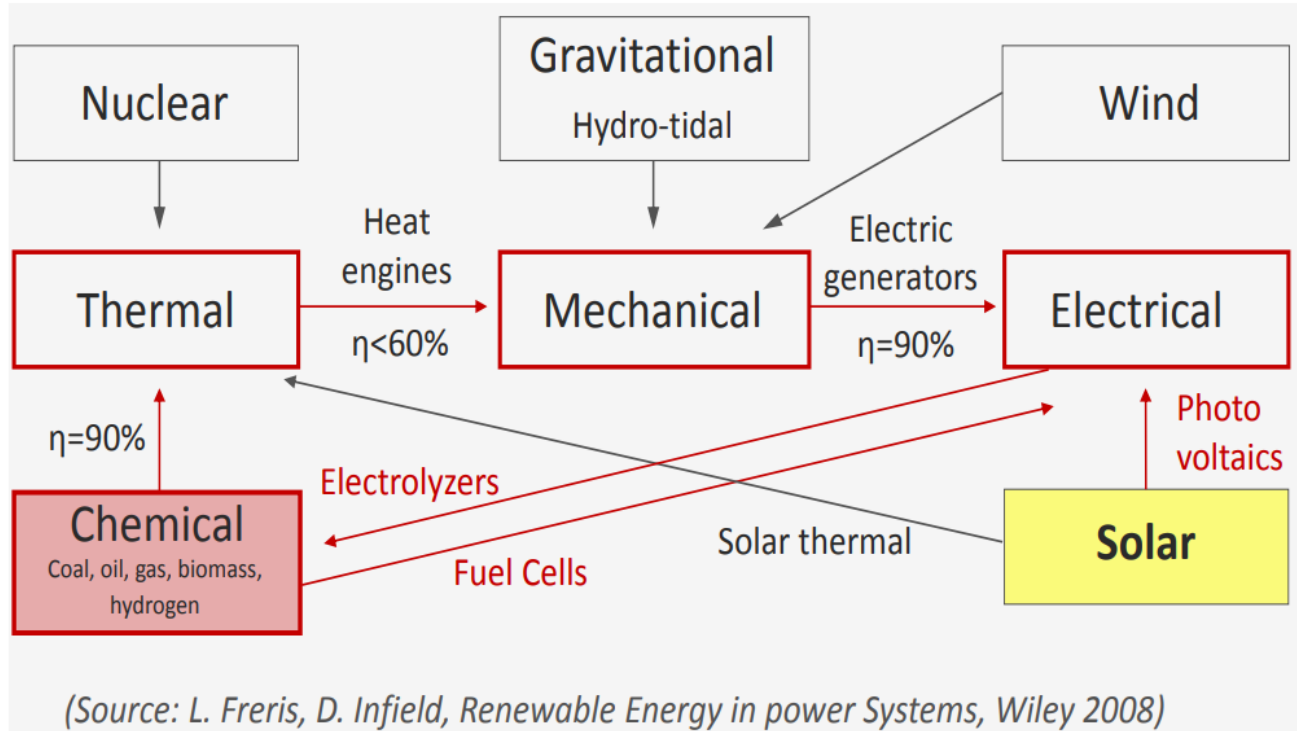 Nuclear
Gravitational
Hydro-tidal
Wind
Heat
engines
Electric
generators
Thermal
Mechanical
Electrical
η<60%
η=90%
η=90%
Photo
voltaics
Electrolyzers
Chemical
Coal, oil, gas, biomass,
hydrogen
Solar thermal
Solar
Fuel Cells
(Source: L. Freris, D. Infield, Renewable Energy in power Systems, Wiley 2008)